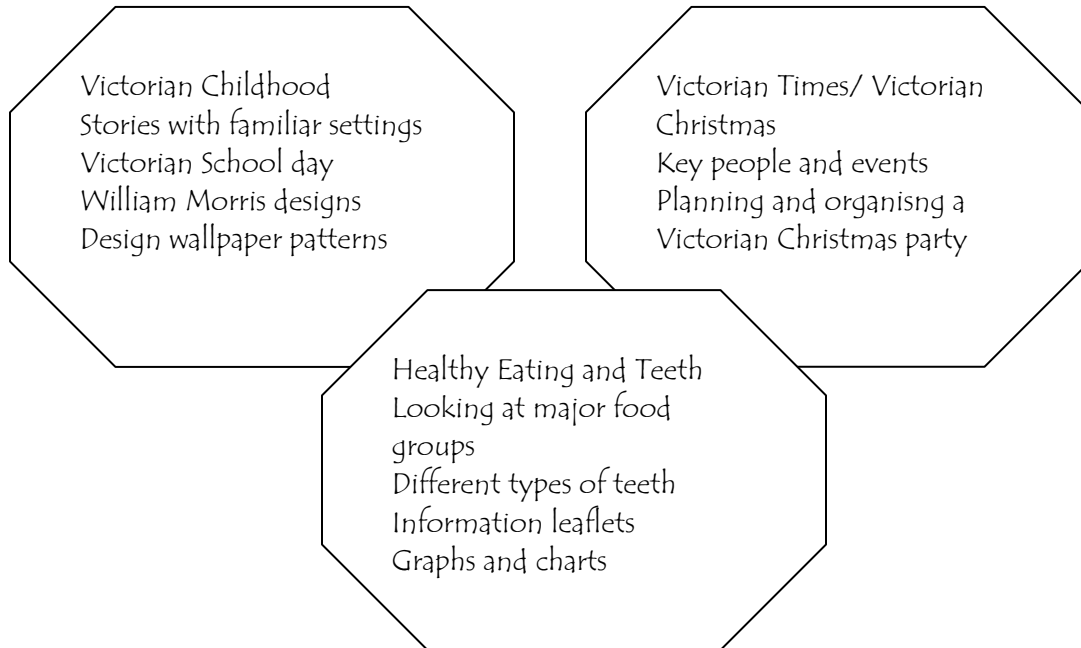 Victorian Childhood
Stories with familiar settings
Victorian School day
William Morris designs
Design wallpaper patterns
Victorian Times/ Victorian
Christmas
Key people and events
Planning and organisng a
Victorian Christmas party
Healthy Eating and Teeth
Looking at major food
groups
Different types of teeth
Information leaflets
Graphs and charts